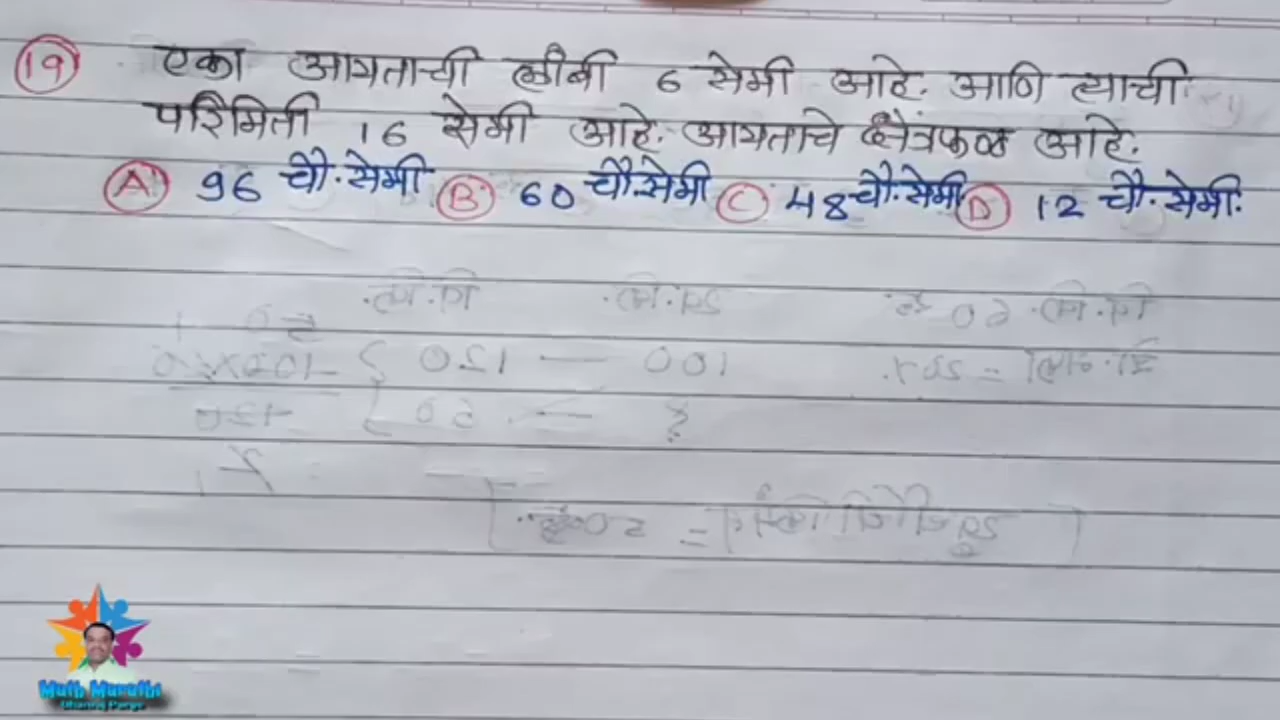 19 एका आयताची लांबी 6 सेमी आहे. आणि त्याची
परिमिती 16 सेमी आहे. आयताचे क्षेत्रफळ आहे.
A 96 चौ.सेमी B 60 चौ.सेमी C 48 चौ.सेमी D 12 चौ.सेमी.
Math Marathi